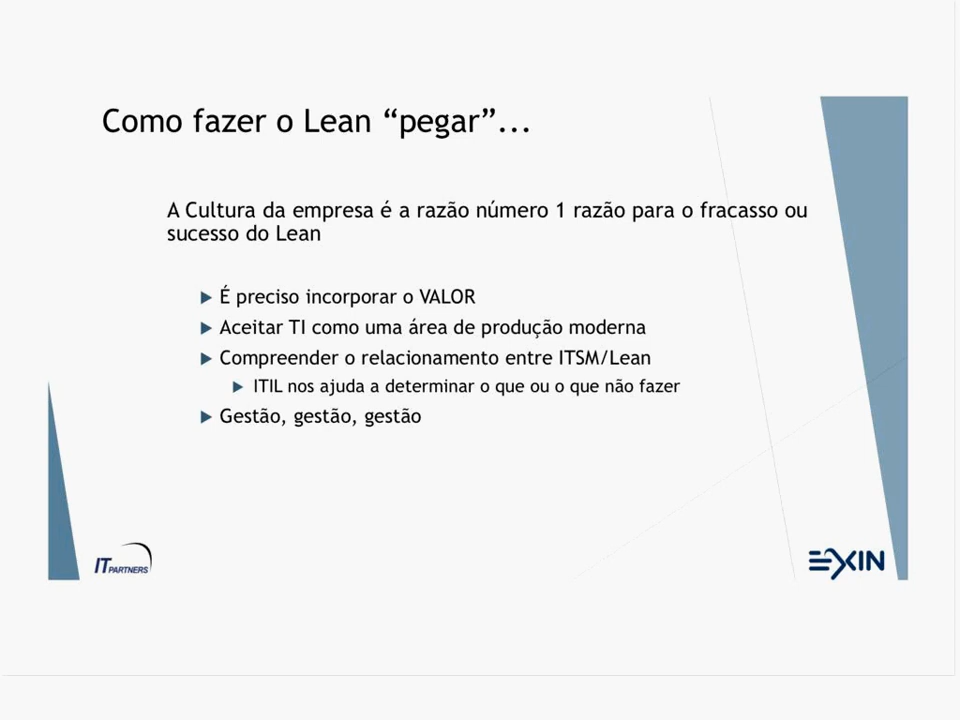 Como fazer o Lean “pegar”...
A Cultura da empresa é a razão número 1 razão para o fracasso ou
sucesso do Lean
É preciso incorporar o VALOR
Aceitar TI como uma área de produção moderna
Compreender o relacionamento entre ITSM/Lean
ITIL nos ajuda a determinar o que ou o que não fazer
Gestão, gestão, gestão
IT PARTNERS
EXIN